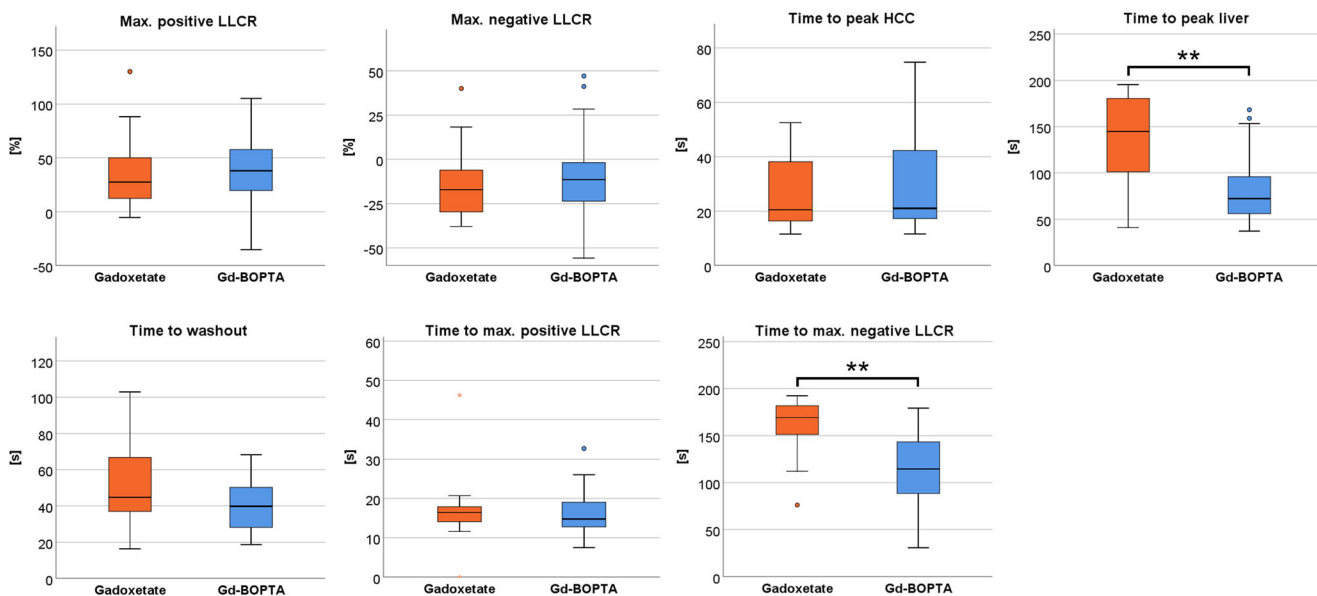 Max. positive LLCR
150
100
50
0
-50
[%]
Gadoxetate
Gd-BOPTA
Max. negative LLCR
50
25
0
-25
-50
[%]
Gadoxetate
Gd-BOPTA
Time to peak HCC
80
60
40
20
0
[s]
Gadoxetate
Gd-BOPTA
Time to peak liver
250
200
150
100
50
0
[s]
**
Gadoxetate
Gd-BOPTA
Time to washout
120
100
80
60
40
20
0
[s]
Gadoxetate
Gd-BOPTA
Time to max. positive LLCR
60
50
40
30
20
10
0
[s]
Gadoxetate
Gd-BOPTA
Time to max. negative LLCR
250
200
150
100
50
0
[s]
**
Gadoxetate
Gd-BOPTA